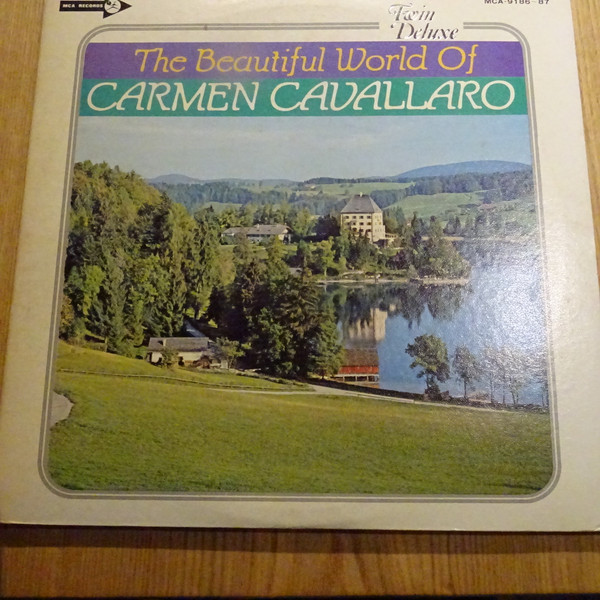 MCA RECORDS
Twin
Deluxe
MCA-9186~87
The Beautiful World Of
CARMEN CAVALLARO